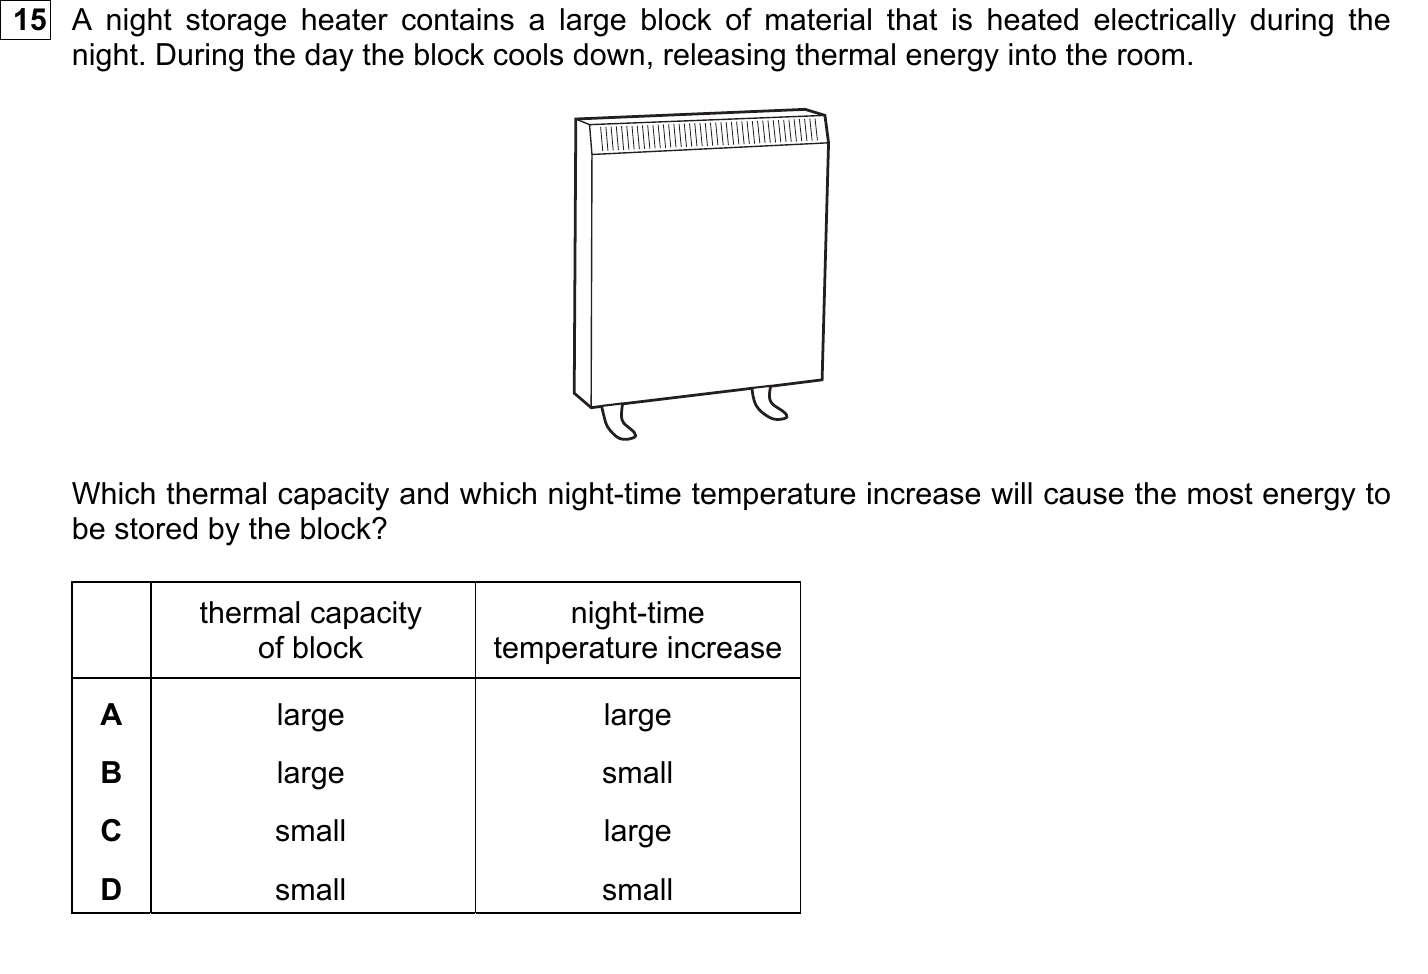 15 A night storage heater contains a large block of material that is heated electrically during the
night. During the day the block cools down, releasing thermal energy into the room.
Which thermal capacity and which night-time temperature increase will cause the most energy to
be stored by the block?
thermal capacity
of block
night-time
temperature increase
A large large
B large small
C small large
D small small